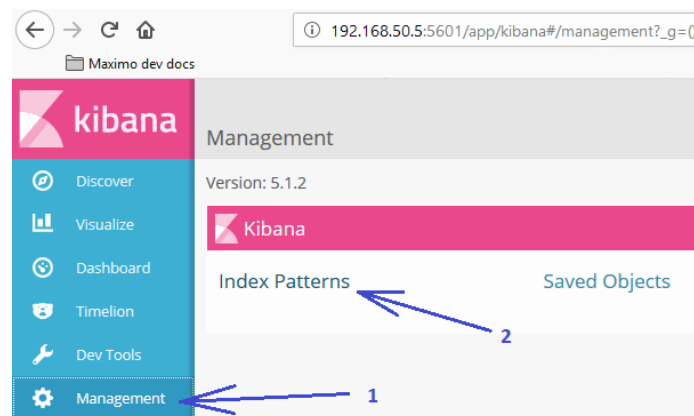 192.168.50.5:5601/app/kibana#/management?_g=()
Maximo dev docs
kibana
Management
Discover
Version: 5.1.2
Visualize
Kibana
Dashboard
Index Patterns
Saved Objects
Timelion
2
Dev Tools
Management
1